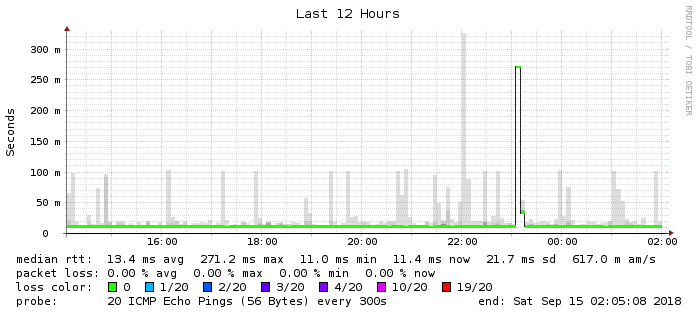 Last 12 Hours
RRDTOOL / TOBI OETIKER
Seconds
300 m
250 m
200 m
150 m
100 m
50 m
0
16:00 18:00 20:00 22:00 00:00 02:00
median rtt: 13.4 ms avg 271.2 ms max 11.0 ms min 11.4 ms now 21.7 ms sd 617.0 m am/s
packet loss: 0.00 % avg 0.00 % max 0.00 % min 0.00 % now
loss color: 0 1/20 2/20 3/20 4/20 10/20 19/20
probe: 20 ICMP Echo Pings (56 Bytes) every 300s end: Sat Sep 15 02:05:08 2018